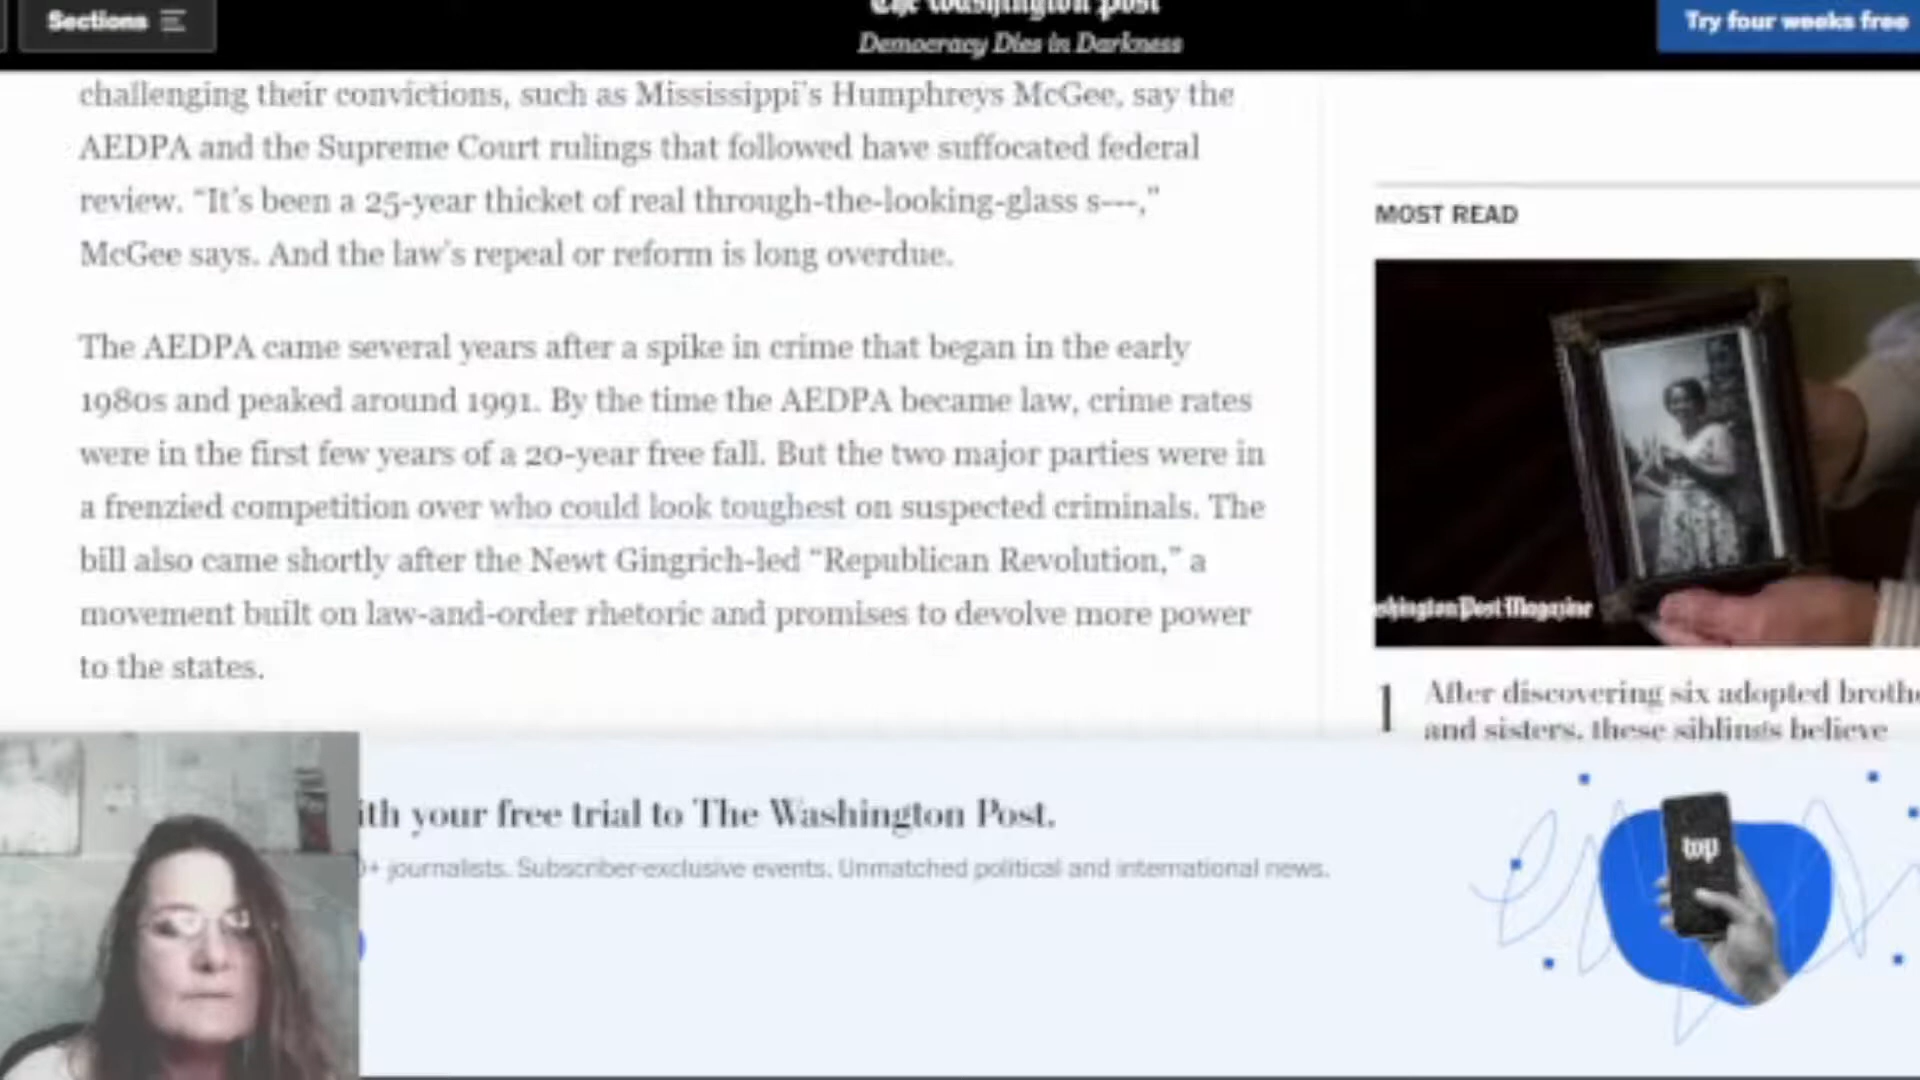 Sections
The Washington Post
Democracy Dies in Darkness
Try four weeks free
challenging their convictions, such as Mississippi's Humphreys McGee, say the
AEDPA and the Supreme Court rulings that followed have suffocated federal
review. “It's been a 25-year thicket of real through-the-looking-glass s---,”
McGee says. And the law's repeal or reform is long overdue.
The AEDPA came several years after a spike in crime that began in the early
1980s and peaked around 1991. By the time the AEDPA became law, crime rates
were in the first few years of a 20-year free fall. But the two major parties were in
a frenzied competition over who could look toughest on suspected criminals. The
bill also came shortly after the Newt Gingrich-led “Republican Revolution,” a
movement built on law-and-order rhetoric and promises to devolve more power
to the states.
MOST READ
shington Post Magazine
1 After discovering six adopted brothe
and sisters, these siblings believe
ith your free trial to The Washington Post.
0+ journalists. Subscriber-exclusive events. Unmatched political and international news.
wp